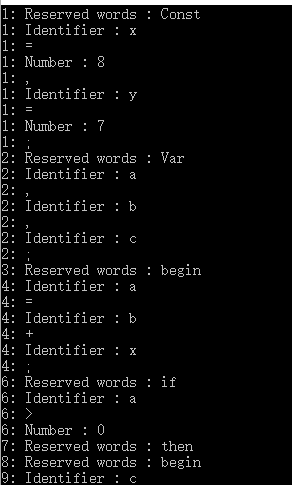 1: Reserved words : Const
1: Identifier : x
1: =
1: Number : 8
1: ,
1: Identifier : y
1: =
1: Number : 7
1: ;
2: Reserved words : Var
2: Identifier : a
2: ,
2: Identifier : b
2: ,
2: Identifier : c
2: ;
3: Reserved words : begin
4: Identifier : a
4: =
4: Identifier : b
4: +
4: Identifier : x
4: ;
6: Reserved words : if
6: Identifier : a
6: >
6: Number : 0
7: Reserved words : then
8: Reserved words : begin
9: Identifier : c